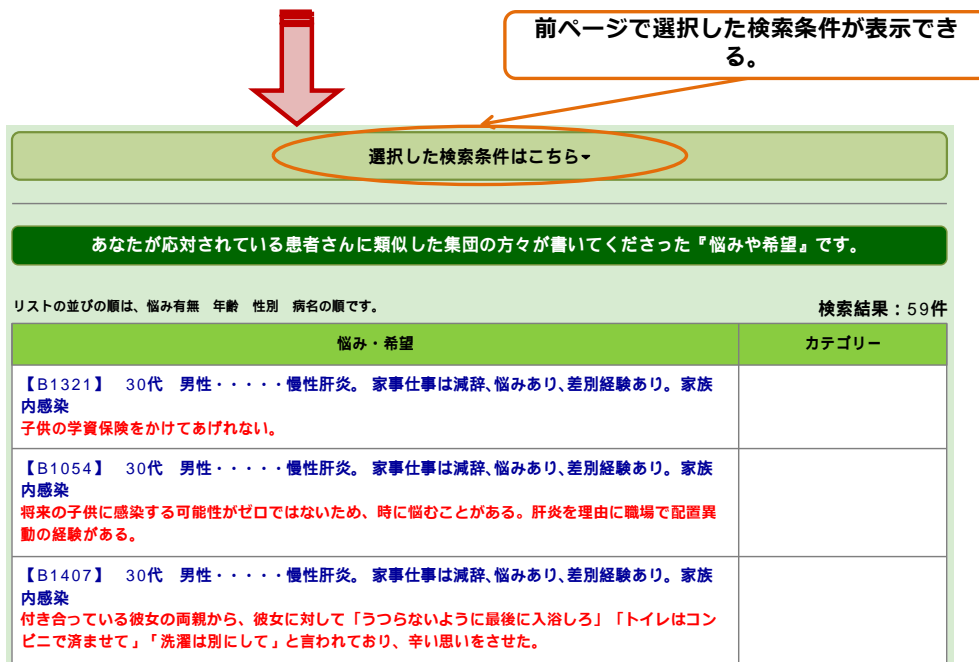 前ページで選択した検索条件が表示でき
る。
選択した検索条件はこちら▾
あなたが応対されている患者さんに類似した集団の方々が書いてくださった『悩みや希望』です。
リストの並びの順は、悩み有無　年齢　性別　病名の順です。
検索結果：59件
悩み・希望
カテゴリー
【B1321】　30代　男性・・・・・慢性肝炎。 家事仕事は減辞、悩みあり、差別経験あり。家族
内感染
子供の学資保険をかけてあげれない。
【B1054】　30代　男性・・・・・慢性肝炎。 家事仕事は減辞、悩みあり、差別経験あり。家族
内感染
将来の子供に感染する可能性がゼロではないため、時に悩むことがある。肝炎を理由に職場で配置異
動の経験がある。
【B1407】　30代　男性・・・・・慢性肝炎。 家事仕事は減辞、悩みあり、差別経験あり。家族
内感染
付き合っている彼女の両親から、彼女に対して「うつらないように最後に入浴しろ」「トイレはコン
ビニで済ませて」「洗濯は別にして」と言われており、辛い思いをさせた。